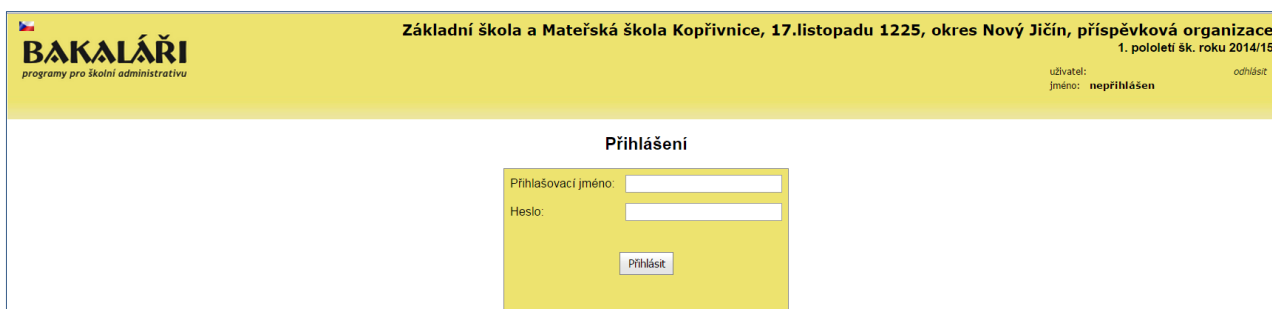 BAKALÁŘI
programy pro školní administrativu
Základní škola a Mateřská škola Kopřivnice, 17.listopadu 1225, okres Nový Jičín, příspěvková organizace
1. pololetí šk. roku 2014/15
uživatel: odhlásit
jméno: nepřihlášen
Přihlášení
Přihlašovací jméno:
Heslo:
Přihlásit